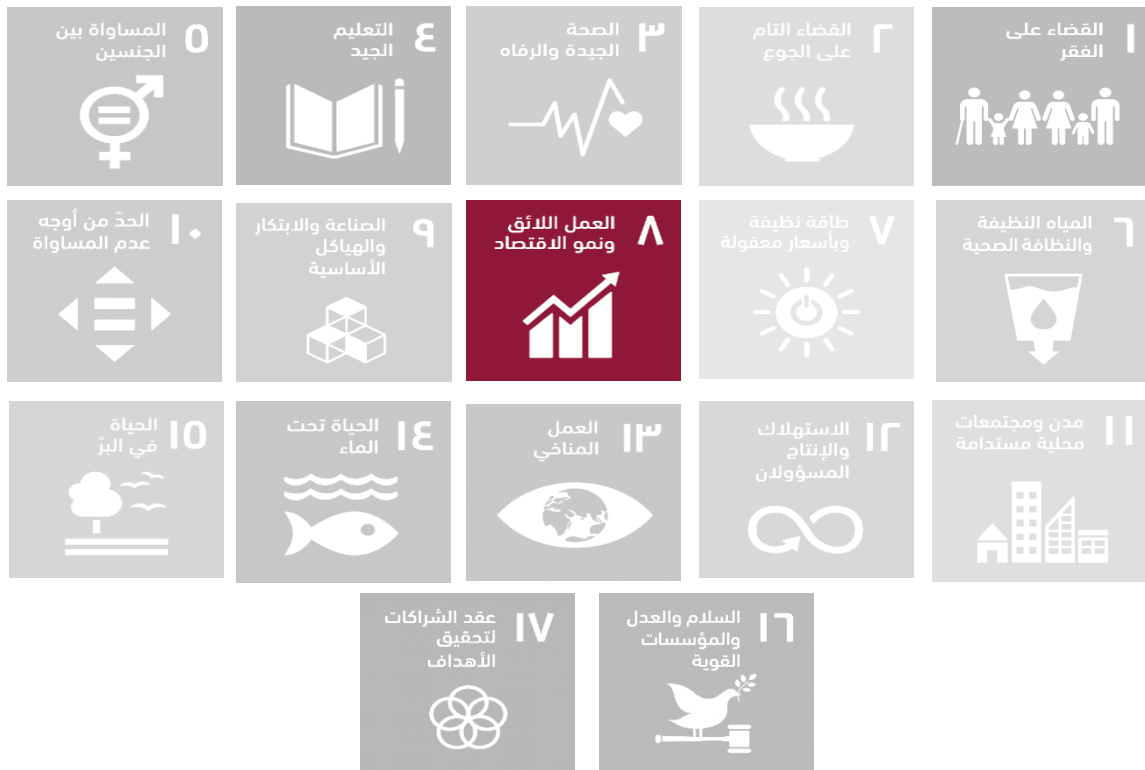 ١
القضاء على
الفقر
٢
القضاء التام
على الجوع
٣
الصحة
الجيدة والرفاه
٤
التعليم
الجيد
٥
المساواة بين
الجنسين
٦
المياه النظيفة
والنظافة الصحية
٧
طاقة نظيفة
وبأسعار معقولة
٨
العمل اللائق
ونمو الاقتصاد
٩
الصناعة والابتكار
والهياكل
الأساسية
١٠
الحدّ من أوجه
عدم المساواة
١١
مدن ومجتمعات
محلية مستدامة
١٢
الاستهلاك
والإنتاج
المسؤولان
١٣
العمل
المناخي
١٤
الحياة تحت
الماء
١٥
الحياة
في البرّ
١٦
السلام والعدل
والمؤسسات
القوية
١٧
عقد الشراكات
لتحقيق
الأهداف